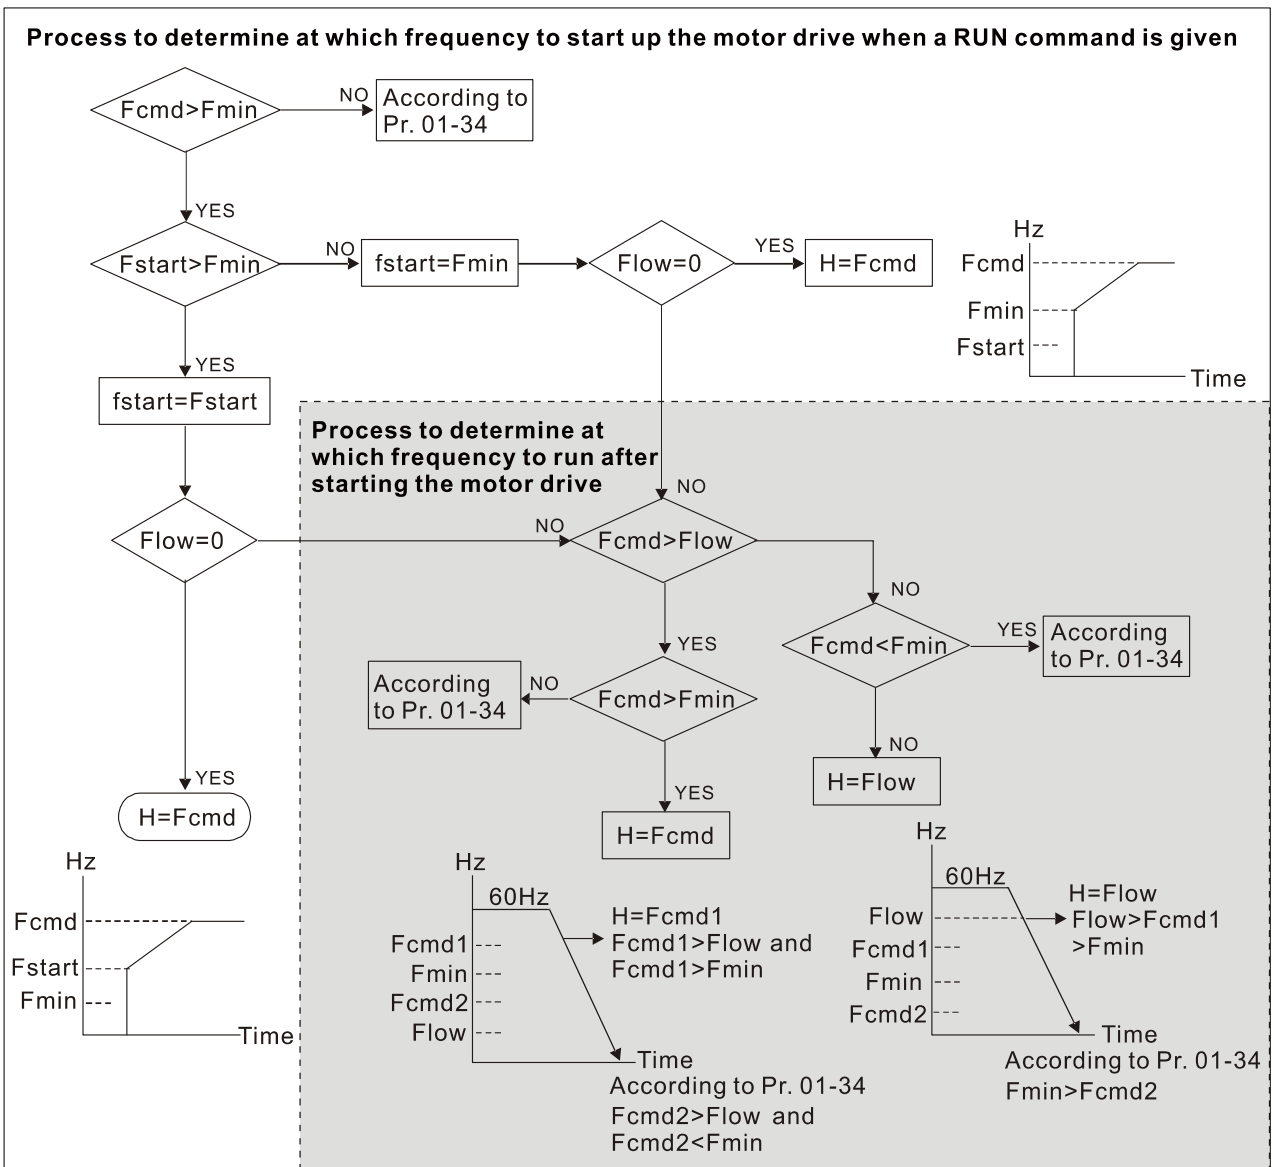 Process to determine at which frequency to start up the motor drive when a RUN command is given
Fcmd>Fmin
NO
According to
Pr. 01-34
YES
Fstart>Fmin
NO
fstart=Fmin
Flow=0
YES
H=Fcmd
Hz
Fcmd
Fmin
Fstart
Time
YES
fstart=Fstart
Process to determine at
which frequency to run after
starting the motor drive
NO
Flow=0
NO
Fcmd>Flow
NO
Fcmd<Fmin
YES
According
to Pr. 01-34
YES
According
to Pr. 01-34
NO
Fcmd>Fmin
NO
H=Flow
YES
H=Fcmd
YES
H=Fcmd
Hz
Fcmd
Fstart
Fmin
Time
Hz
60Hz
Fcmd1
Fmin
Fcmd2
Flow
H=Fcmd1
Fcmd1>Flow and
Fcmd1>Fmin
Time
According to Pr. 01-34
Fcmd2>Flow and
Fcmd2<Fmin
Hz
60Hz
Flow
Fcmd1
Fmin
Fcmd2
H=Flow
Flow>Fcmd1
>Fmin
Time
According to Pr. 01-34
Fmin>Fcmd2